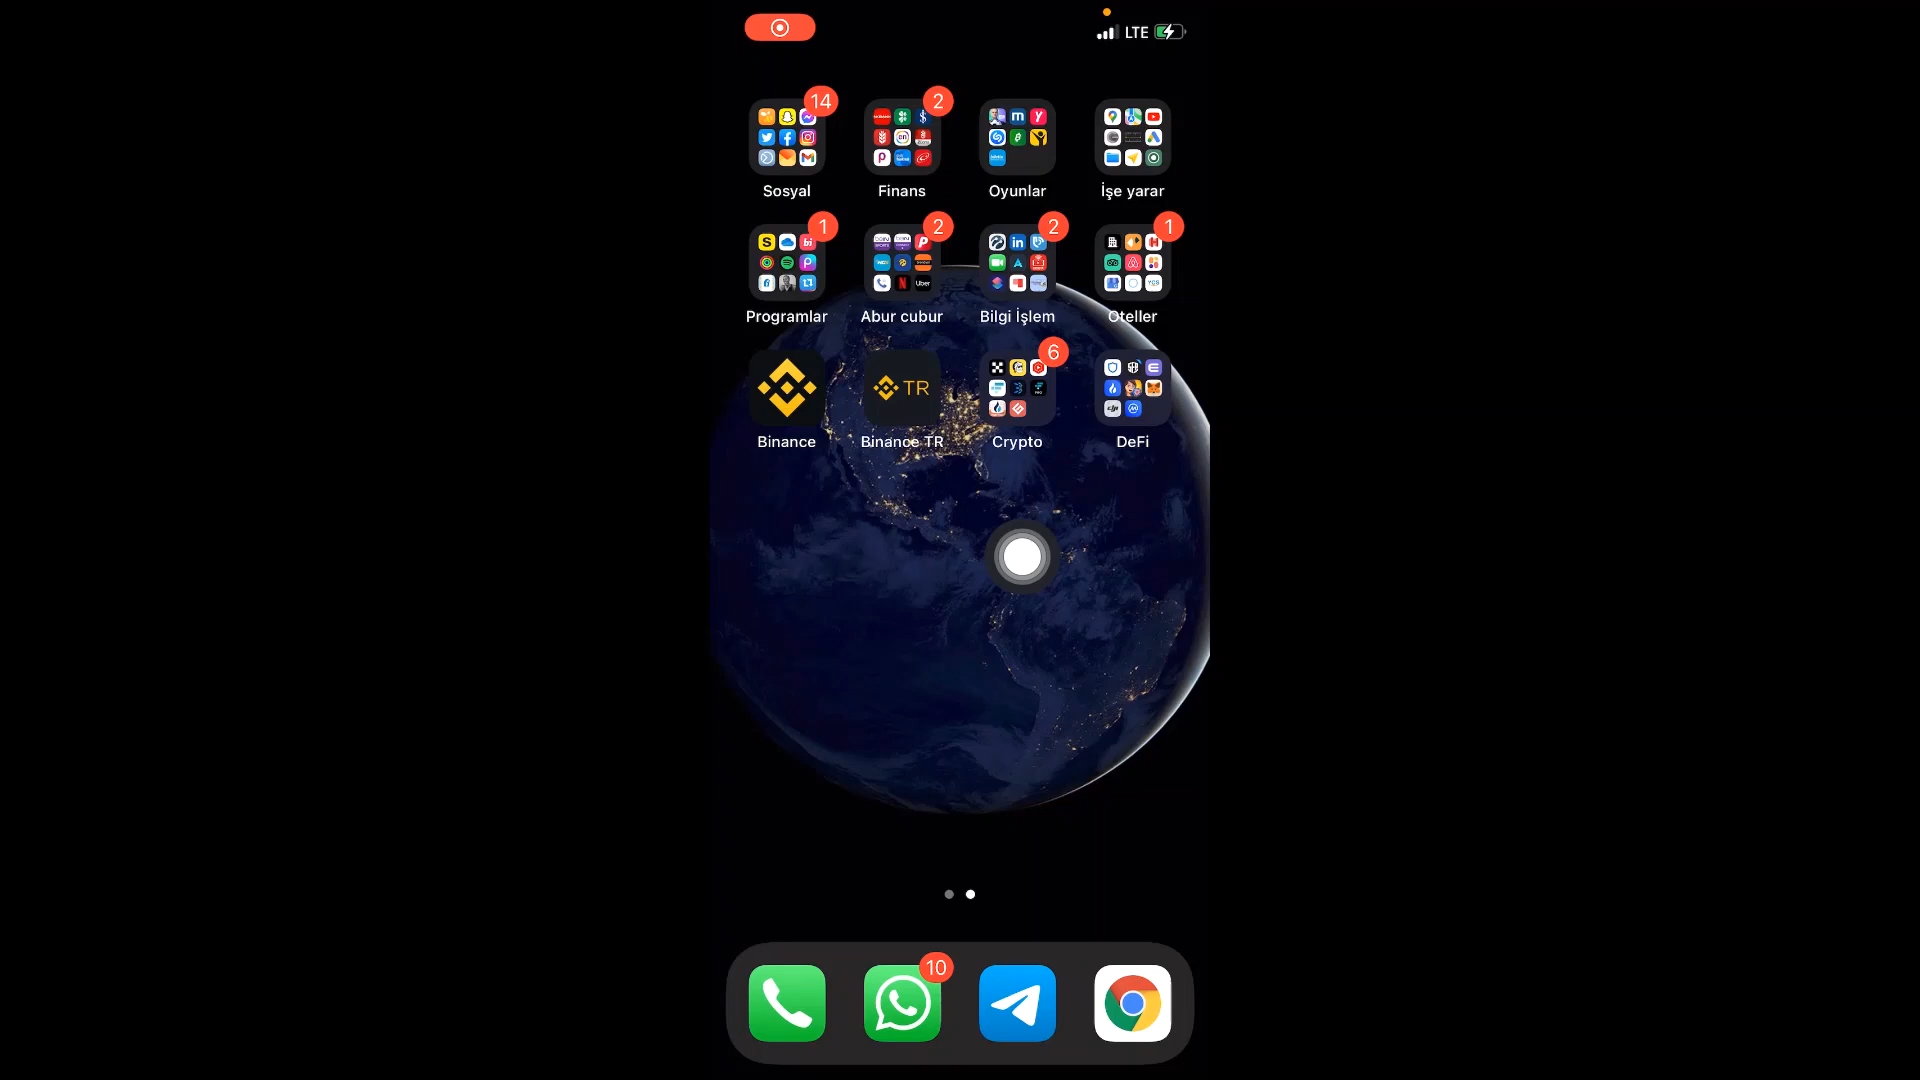 LTE
14
2
Sosyal
Finans
Oyunlar
İşe yarar
1
2
2
1
Programlar
Abur cubur
Bilgi İşlem
Oteller
6
TR
Binance
Binance TR
Crypto
DeFi
10